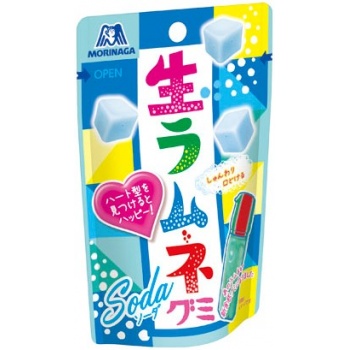 MORINAGA
OPEN
生ラムネ
グミ
しゅんわり
口どける
ハート型を
見つけると
ハッピー!
Soda
ソーダ